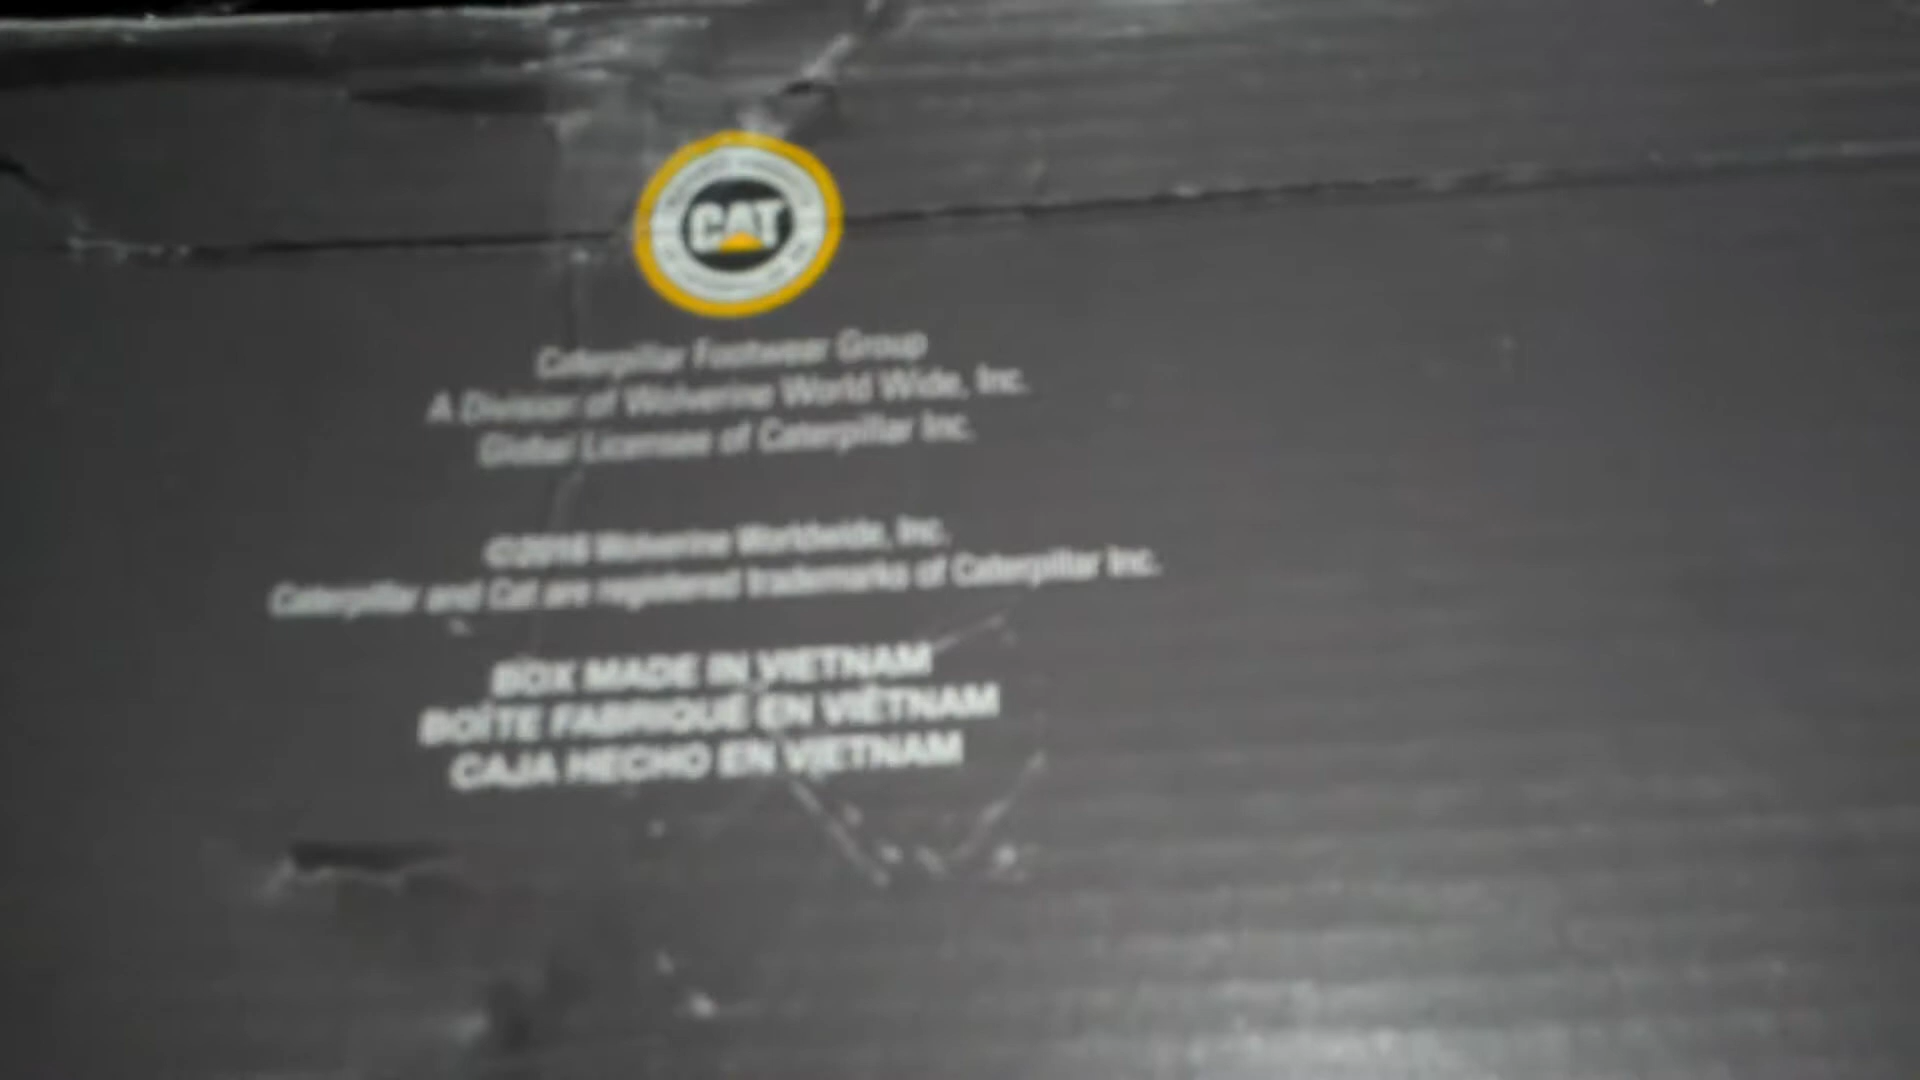 CAT
Caterpillar Footwear Group
A Division of Wolverine World Wide, Inc.
Global Licensee of Caterpillar Inc.
©2016 Wolverine Worldwide, Inc.
Caterpillar and Cat are registered trademarks of Caterpillar Inc.
BOX MADE IN VIETNAM
BOÎTE FABRIQUÉ EN VIÊTNAM
CAJA HECHO EN VIETNAM